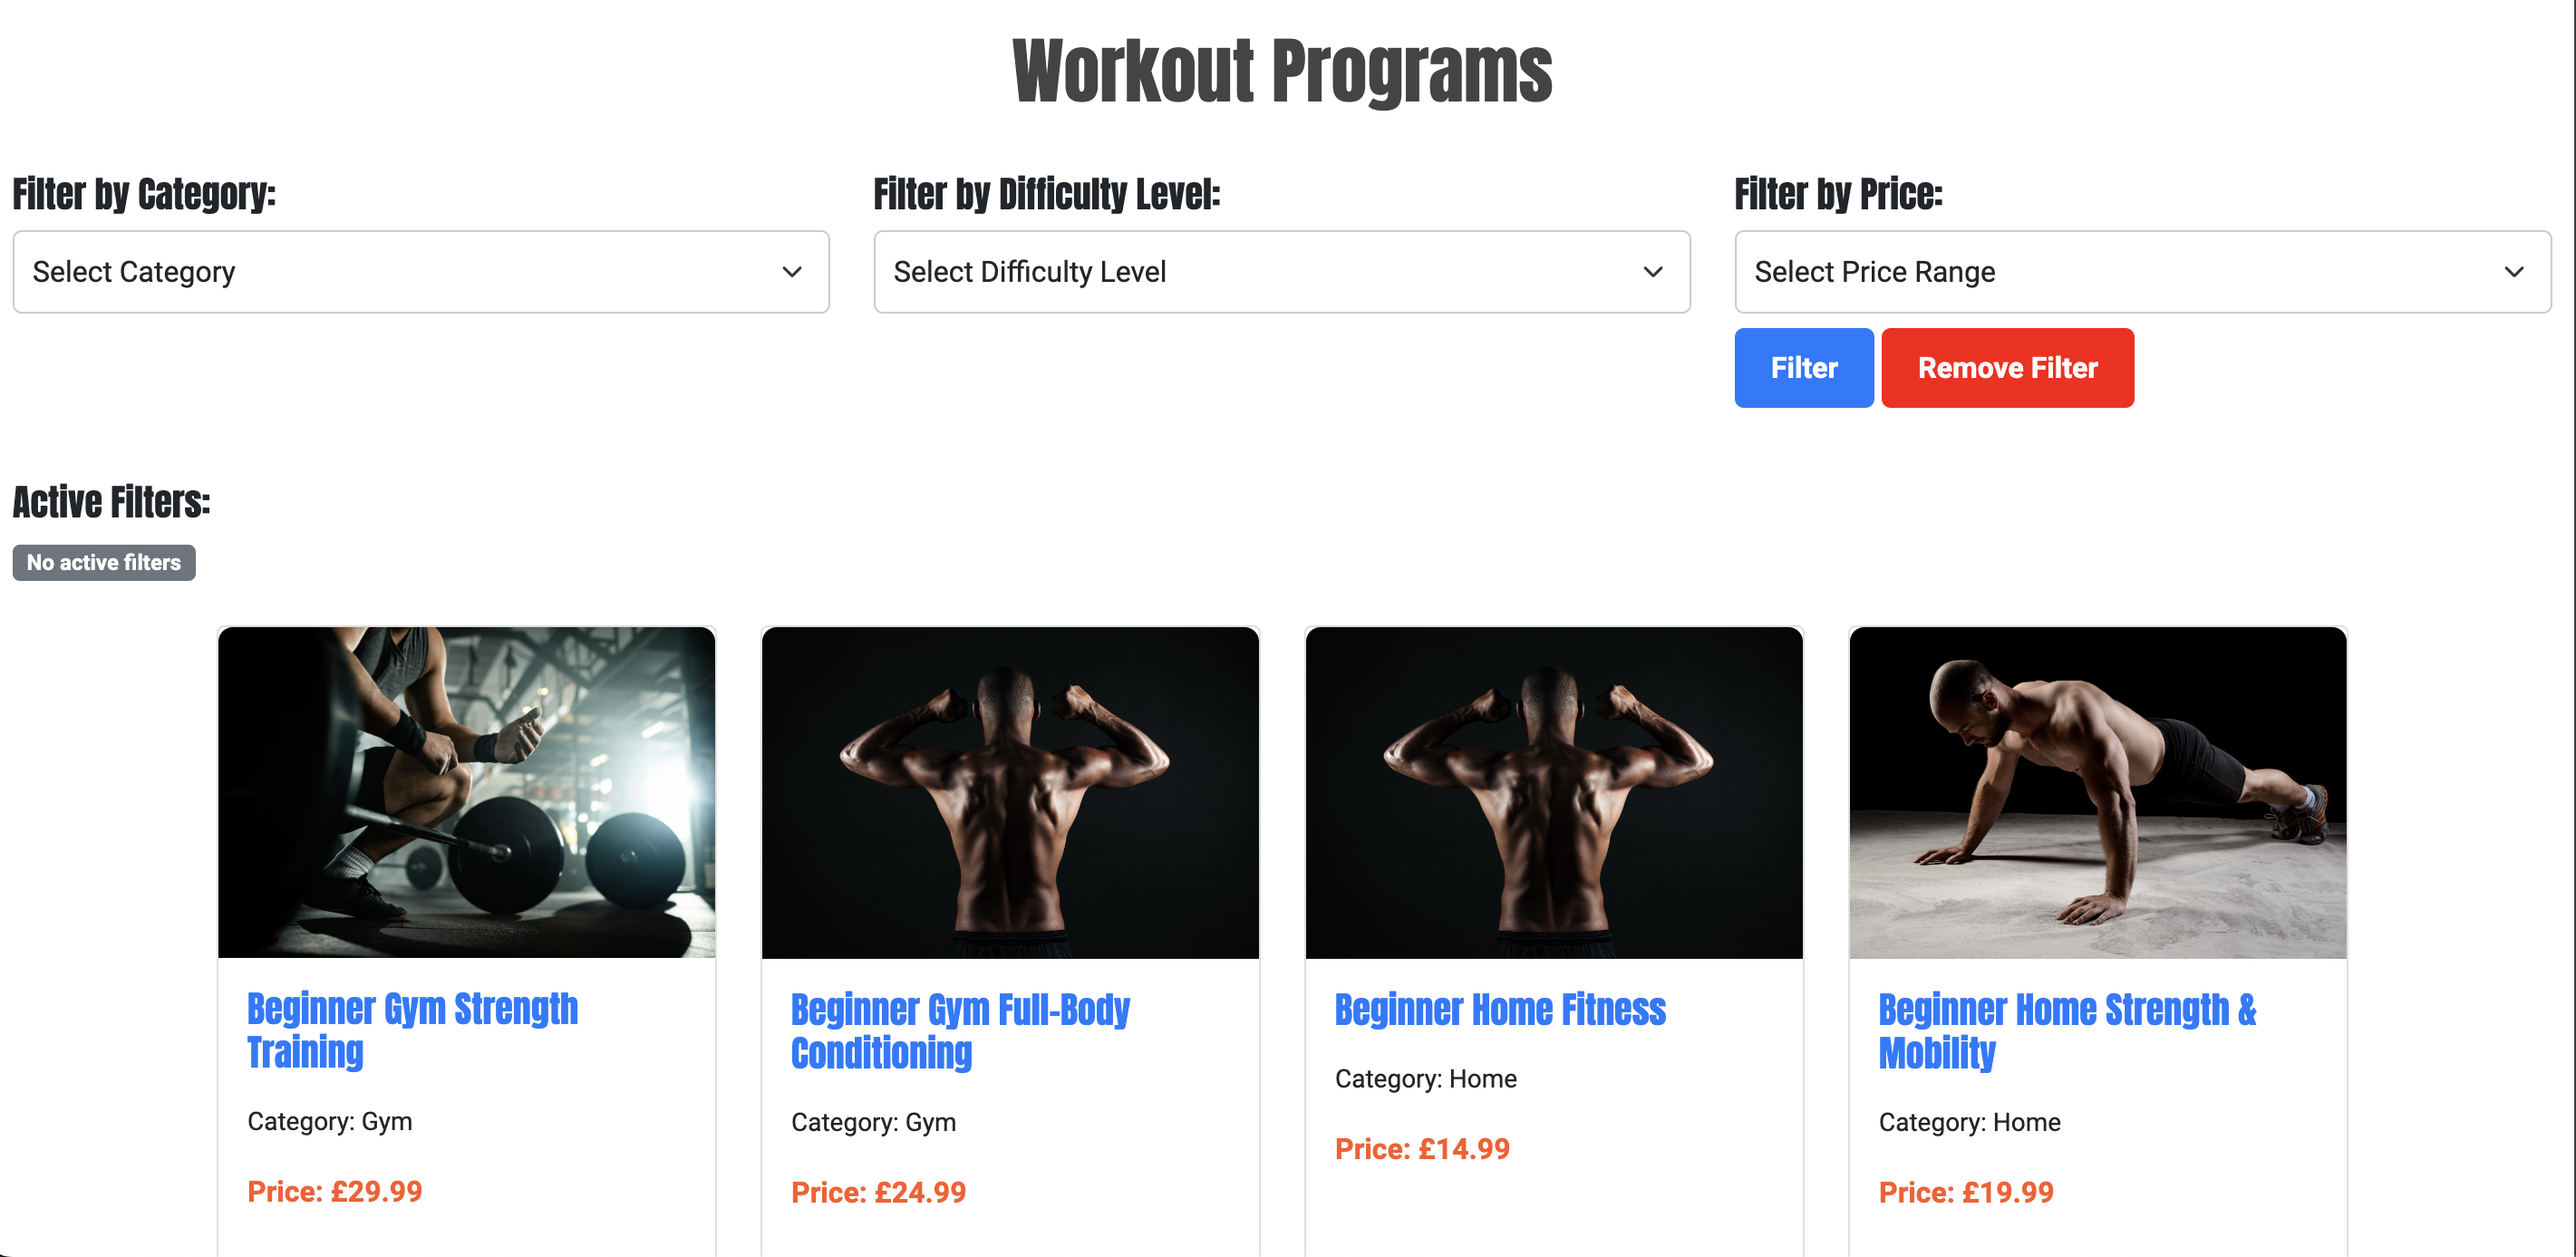 Workout Programs
Filter by Category:
Filter by Difficulty Level:
Filter by Price:
Select Category
Select Difficulty Level
Select Price Range
Filter
Remove Filter
Active Filters:
No active filters
Beginner Gym Strength
Training
Category: Gym
Price: £29.99
Beginner Gym Full-Body
Conditioning
Category: Gym
Price: £24.99
Beginner Home Fitness
Category: Home
Price: £14.99
Beginner Home Strength &
Mobility
Category: Home
Price: £19.99